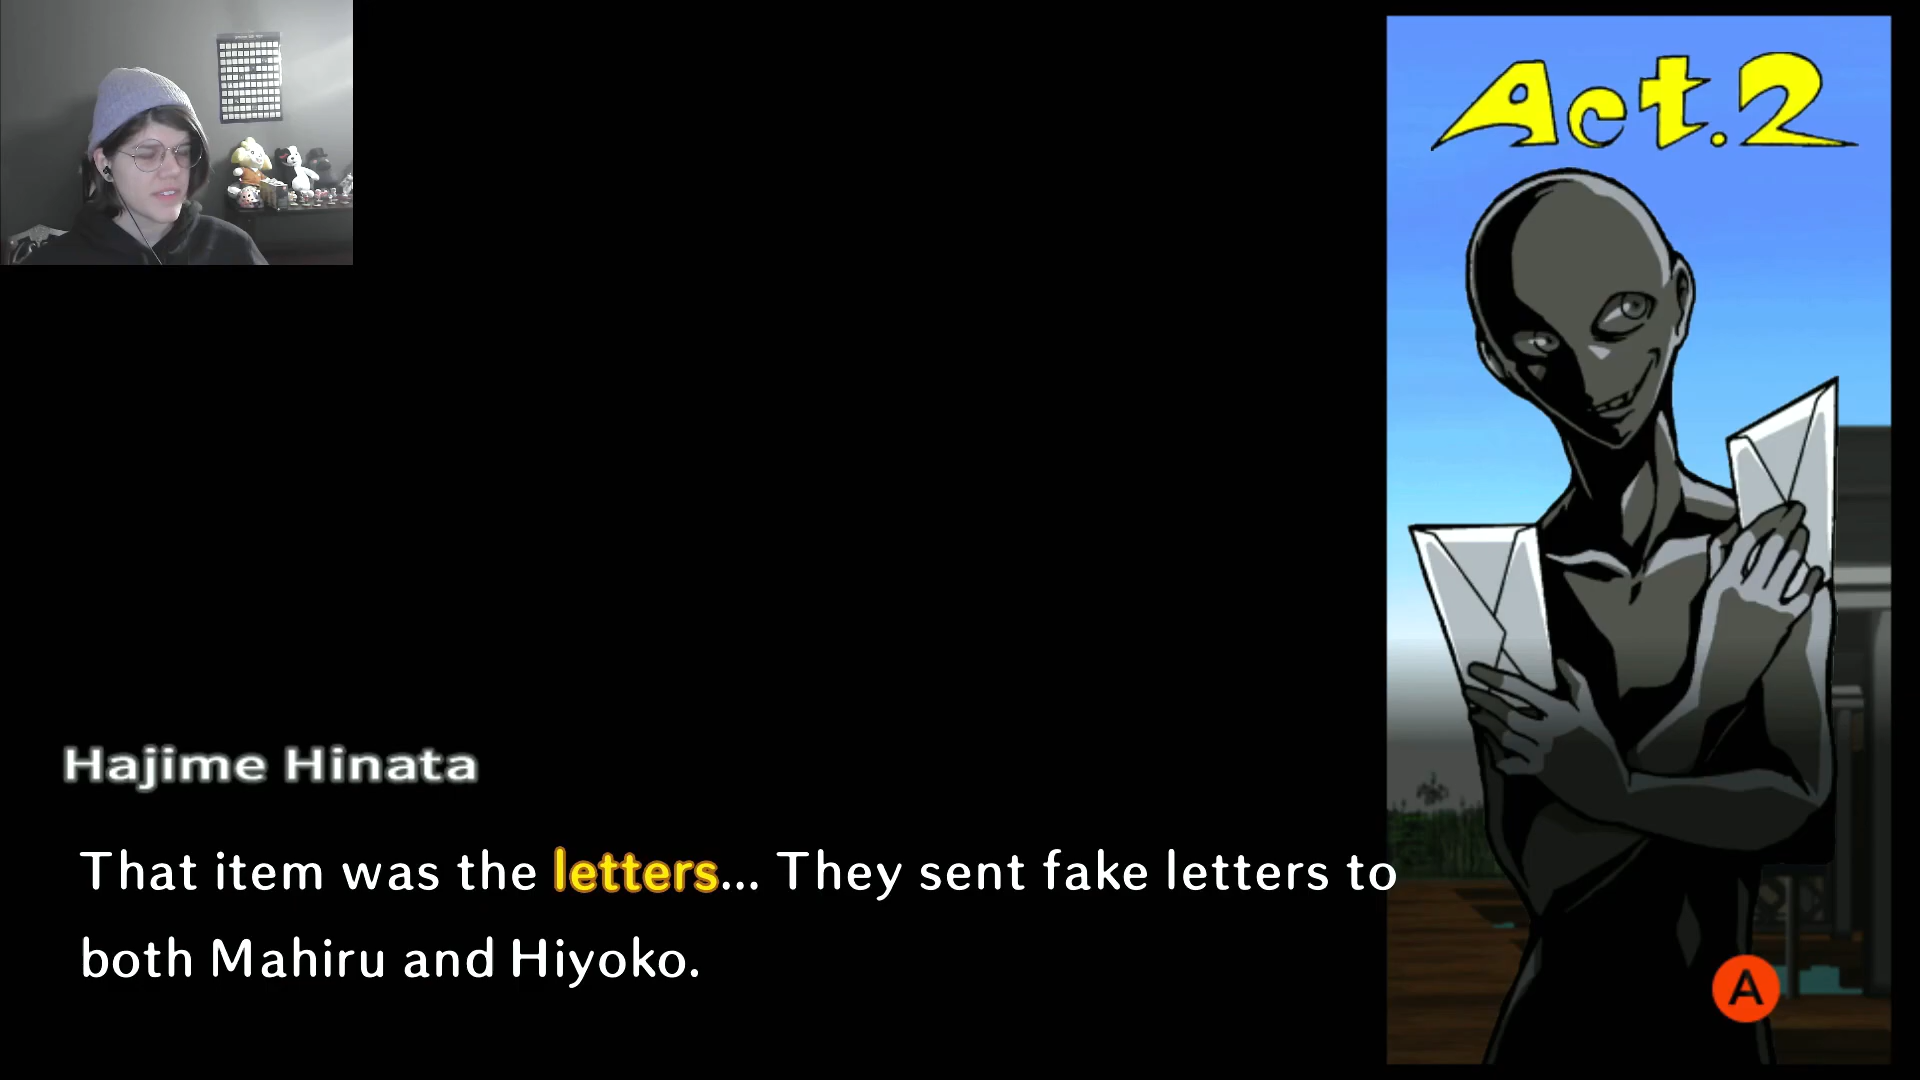 Act.2
Hajime Hinata
That item was the letters... They sent fake letters to
both Mahiru and Hiyoko.
A